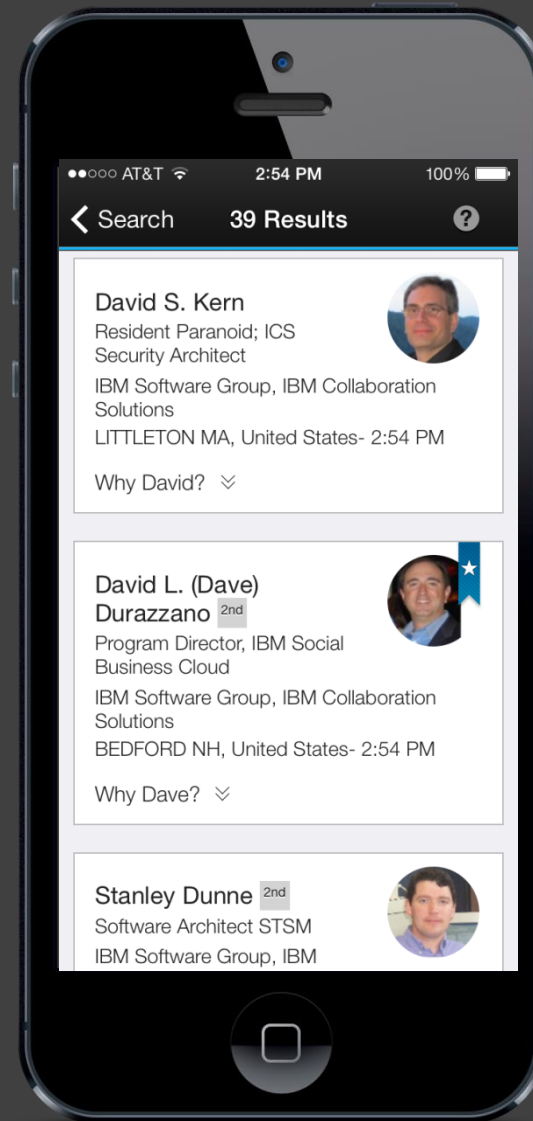 AT&T 2:54 PM 100%
Search 39 Results ?
David S. Kern
Resident Paranoid; ICS
Security Architect
IBM Software Group, IBM Collaboration
Solutions
LITTLETON MA, United States- 2:54 PM
Why David?
David L. (Dave)
Durazzano 2nd
Program Director, IBM Social
Business Cloud
IBM Software Group, IBM Collaboration
Solutions
BEDFORD NH, United States- 2:54 PM
Why Dave?
Stanley Dunne 2nd
Software Architect STSM
IBM Software Group, IBM